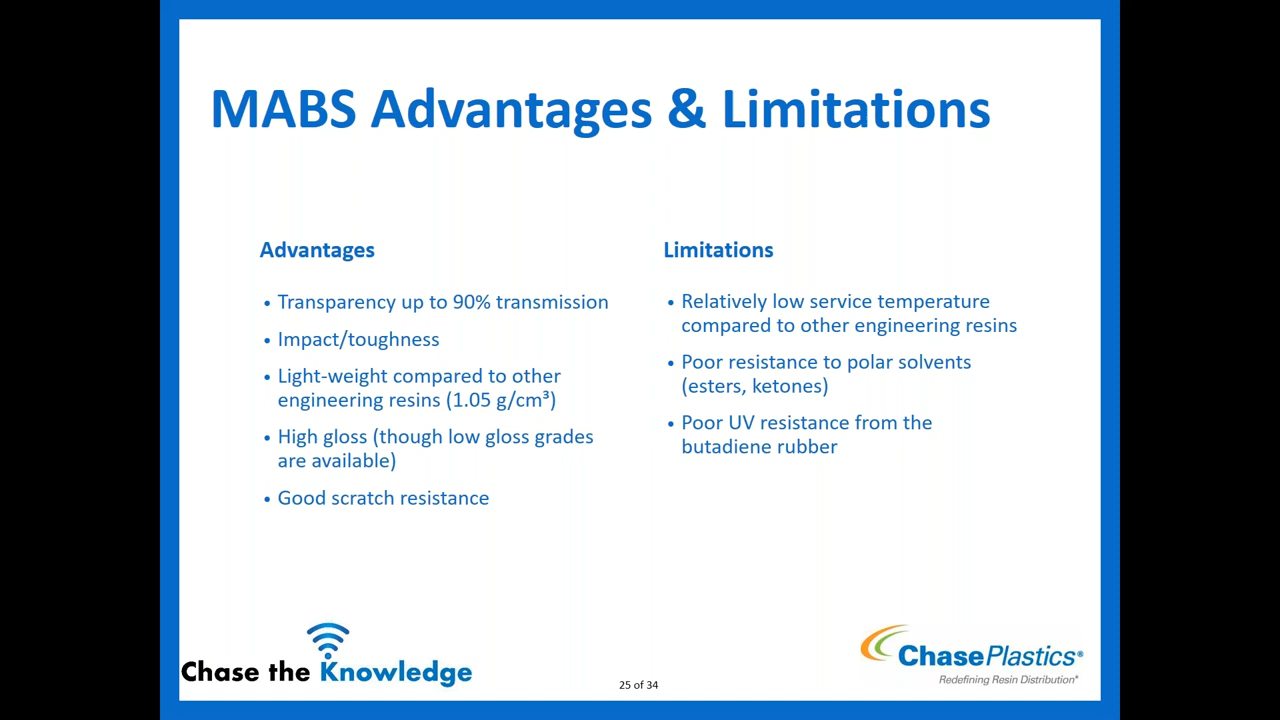 MABS Advantages & Limitations
Advantages
• Transparency up to 90% transmission
• Impact/toughness
• Light-weight compared to other
engineering resins (1.05 g/cm³)
• High gloss (though low gloss grades
are available)
• Good scratch resistance
Limitations
• Relatively low service temperature
compared to other engineering resins
• Poor resistance to polar solvents
(esters, ketones)
• Poor UV resistance from the
butadiene rubber
Chase the Knowledge
25 of 34
ChasePlastics®
Redefining Resin Distribution®